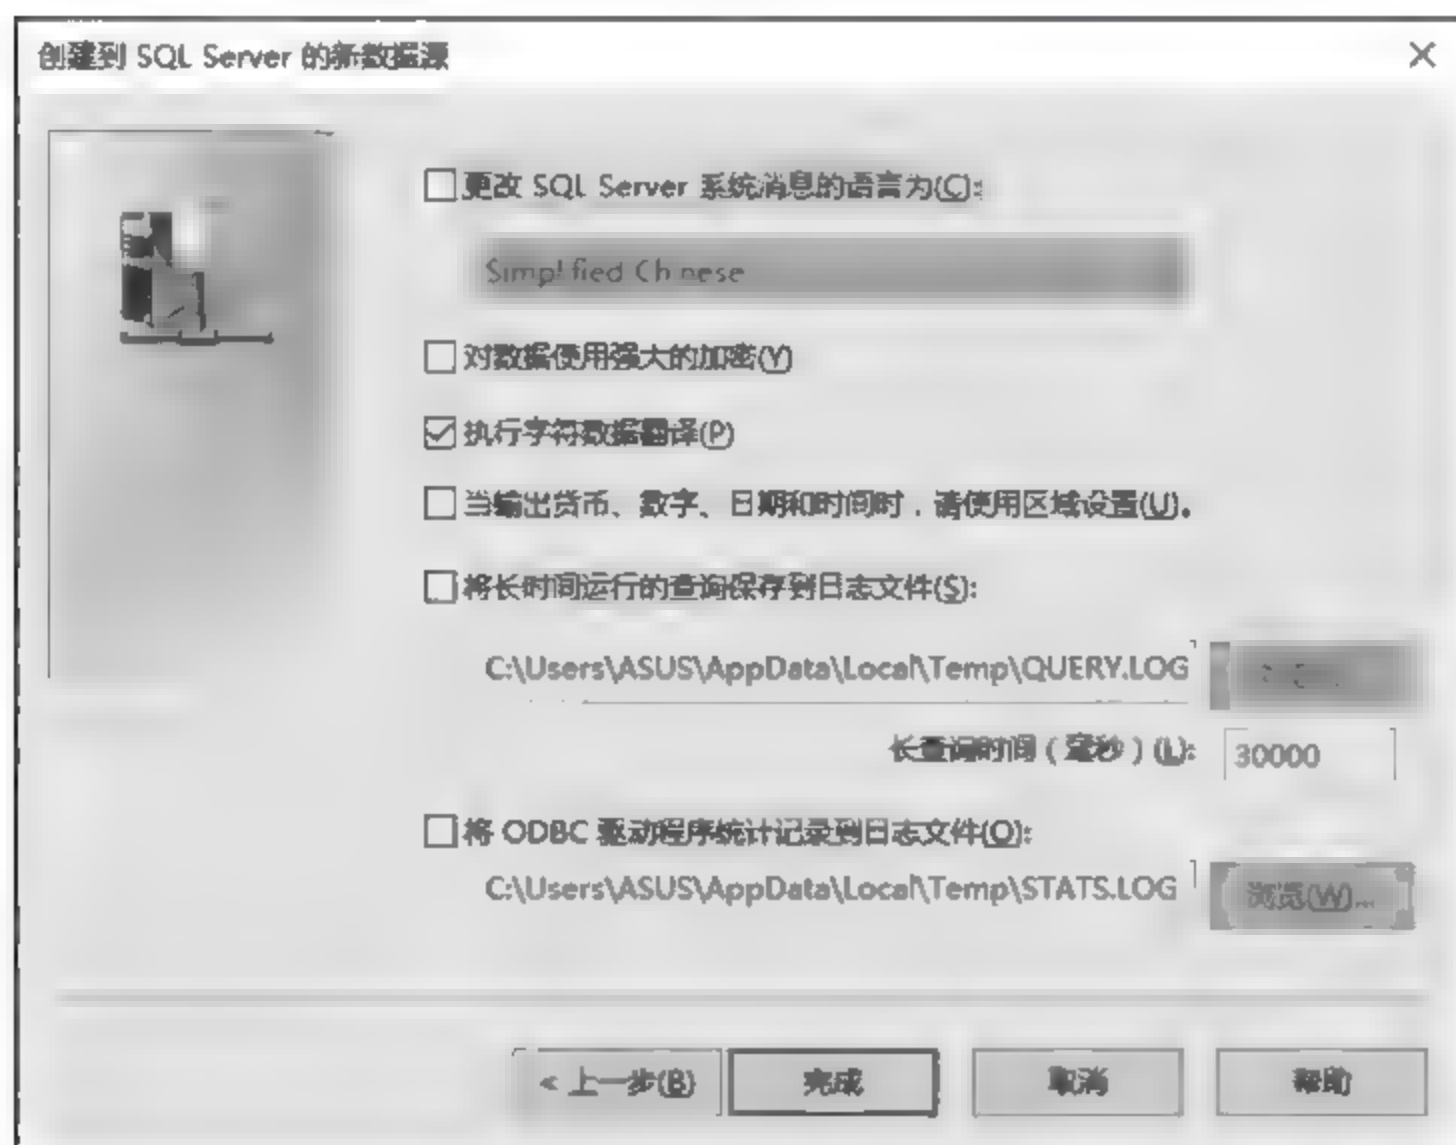 创建到 SQL Server 的新数据源
更改 SQL Server 系统消息的语言为(C):
Simplified Chinese
对数据使用强大的加密(Y)
执行字符数据翻译(P)
当输出货币、数字、日期和时间时，请使用区域设置(U)。
将长时间运行的查询保存到日志文件(S):
C:\Users\ASUS\AppData\Local\Temp\QUERY.LOG
长查询时间（毫秒）(L): 30000
将 ODBC 驱动程序统计记录到日志文件(O):
C:\Users\ASUS\AppData\Local\Temp\STATS.LOG 浏览(W)...
< 上一步(B) 完成 取消 帮助